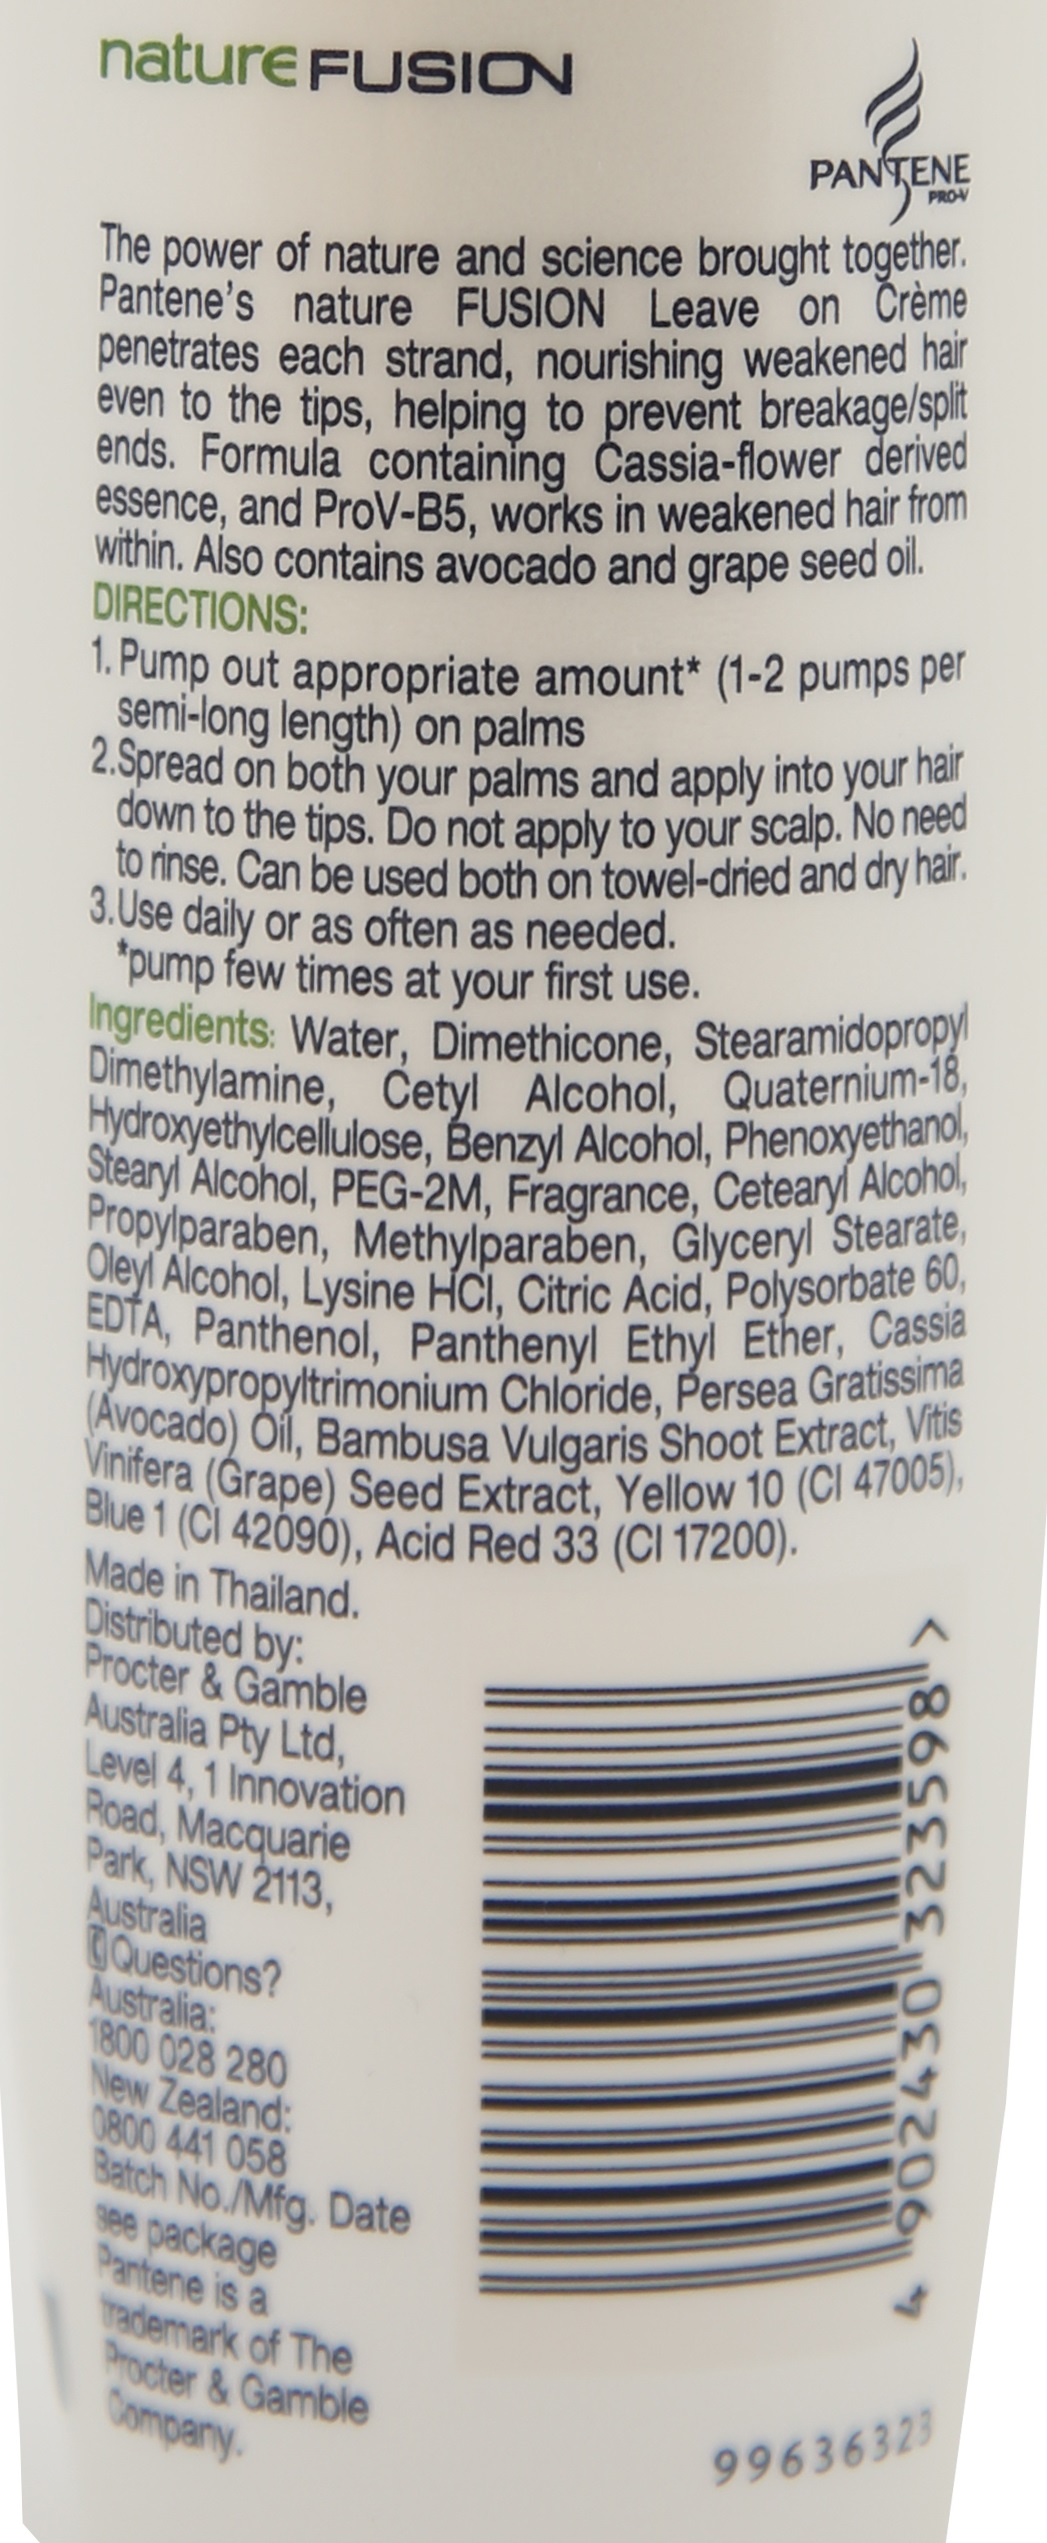 nature FUSION
PANTENE
PRO-V
The power of nature and science brought together.
Pantene's nature FUSION Leave on Crème
penetrates each strand, nourishing weakened hair
even to the tips, helping to prevent breakage/split
ends. Formula containing Cassia-flower derived
essence, and ProV-B5, works in weakened hair from
within. Also contains avocado and grape seed oil.
DIRECTIONS:
1. Pump out appropriate amount* (1-2 pumps per
semi-long length) on palms
2.Spread on both your palms and apply into your hair
down to the tips. Do not apply to your scalp. No need
to rinse. Can be used both on towel-dried and dry hair.
3.Use daily or as often as needed.
*pump few times at your first use.
Ingredients: Water, Dimethicone, Stearamidopropyl
Dimethylamine, Cetyl Alcohol, Quaternium-18,
Hydroxyethylcellulose, Benzyl Alcohol, Phenoxyethanol,
Stearyl Alcohol, PEG-2M, Fragrance, Cetearyl Alcohol,
Propylparaben, Methylparaben, Glyceryl Stearate,
Oleyl Alcohol, Lysine HCl, Citric Acid, Polysorbate 60,
EDTA, Panthenol, Panthenyl Ethyl Ether, Cassia
Hydroxypropyltrimonium Chloride, Persea Gratissima
(Avocado) Oil, Bambusa Vulgaris Shoot Extract, Vitis
Vinifera (Grape) Seed Extract, Yellow 10 (CI 47005),
Blue 1 (CI 42090), Acid Red 33 (CI 17200).
Made in Thailand.
Distributed by:
Procter & Gamble
Australia Pty Ltd,
Level 4, 1 Innovation
Road, Macquarie
Park, NSW 2113,
Australia
Questions?
Australia:
1800 028 280
New Zealand:
0800 441 058
Batch No./Mfg. Date
see package
Pantene is a
trademark of The
Procter & Gamble
Company.
4 902430 323598 >
99636323